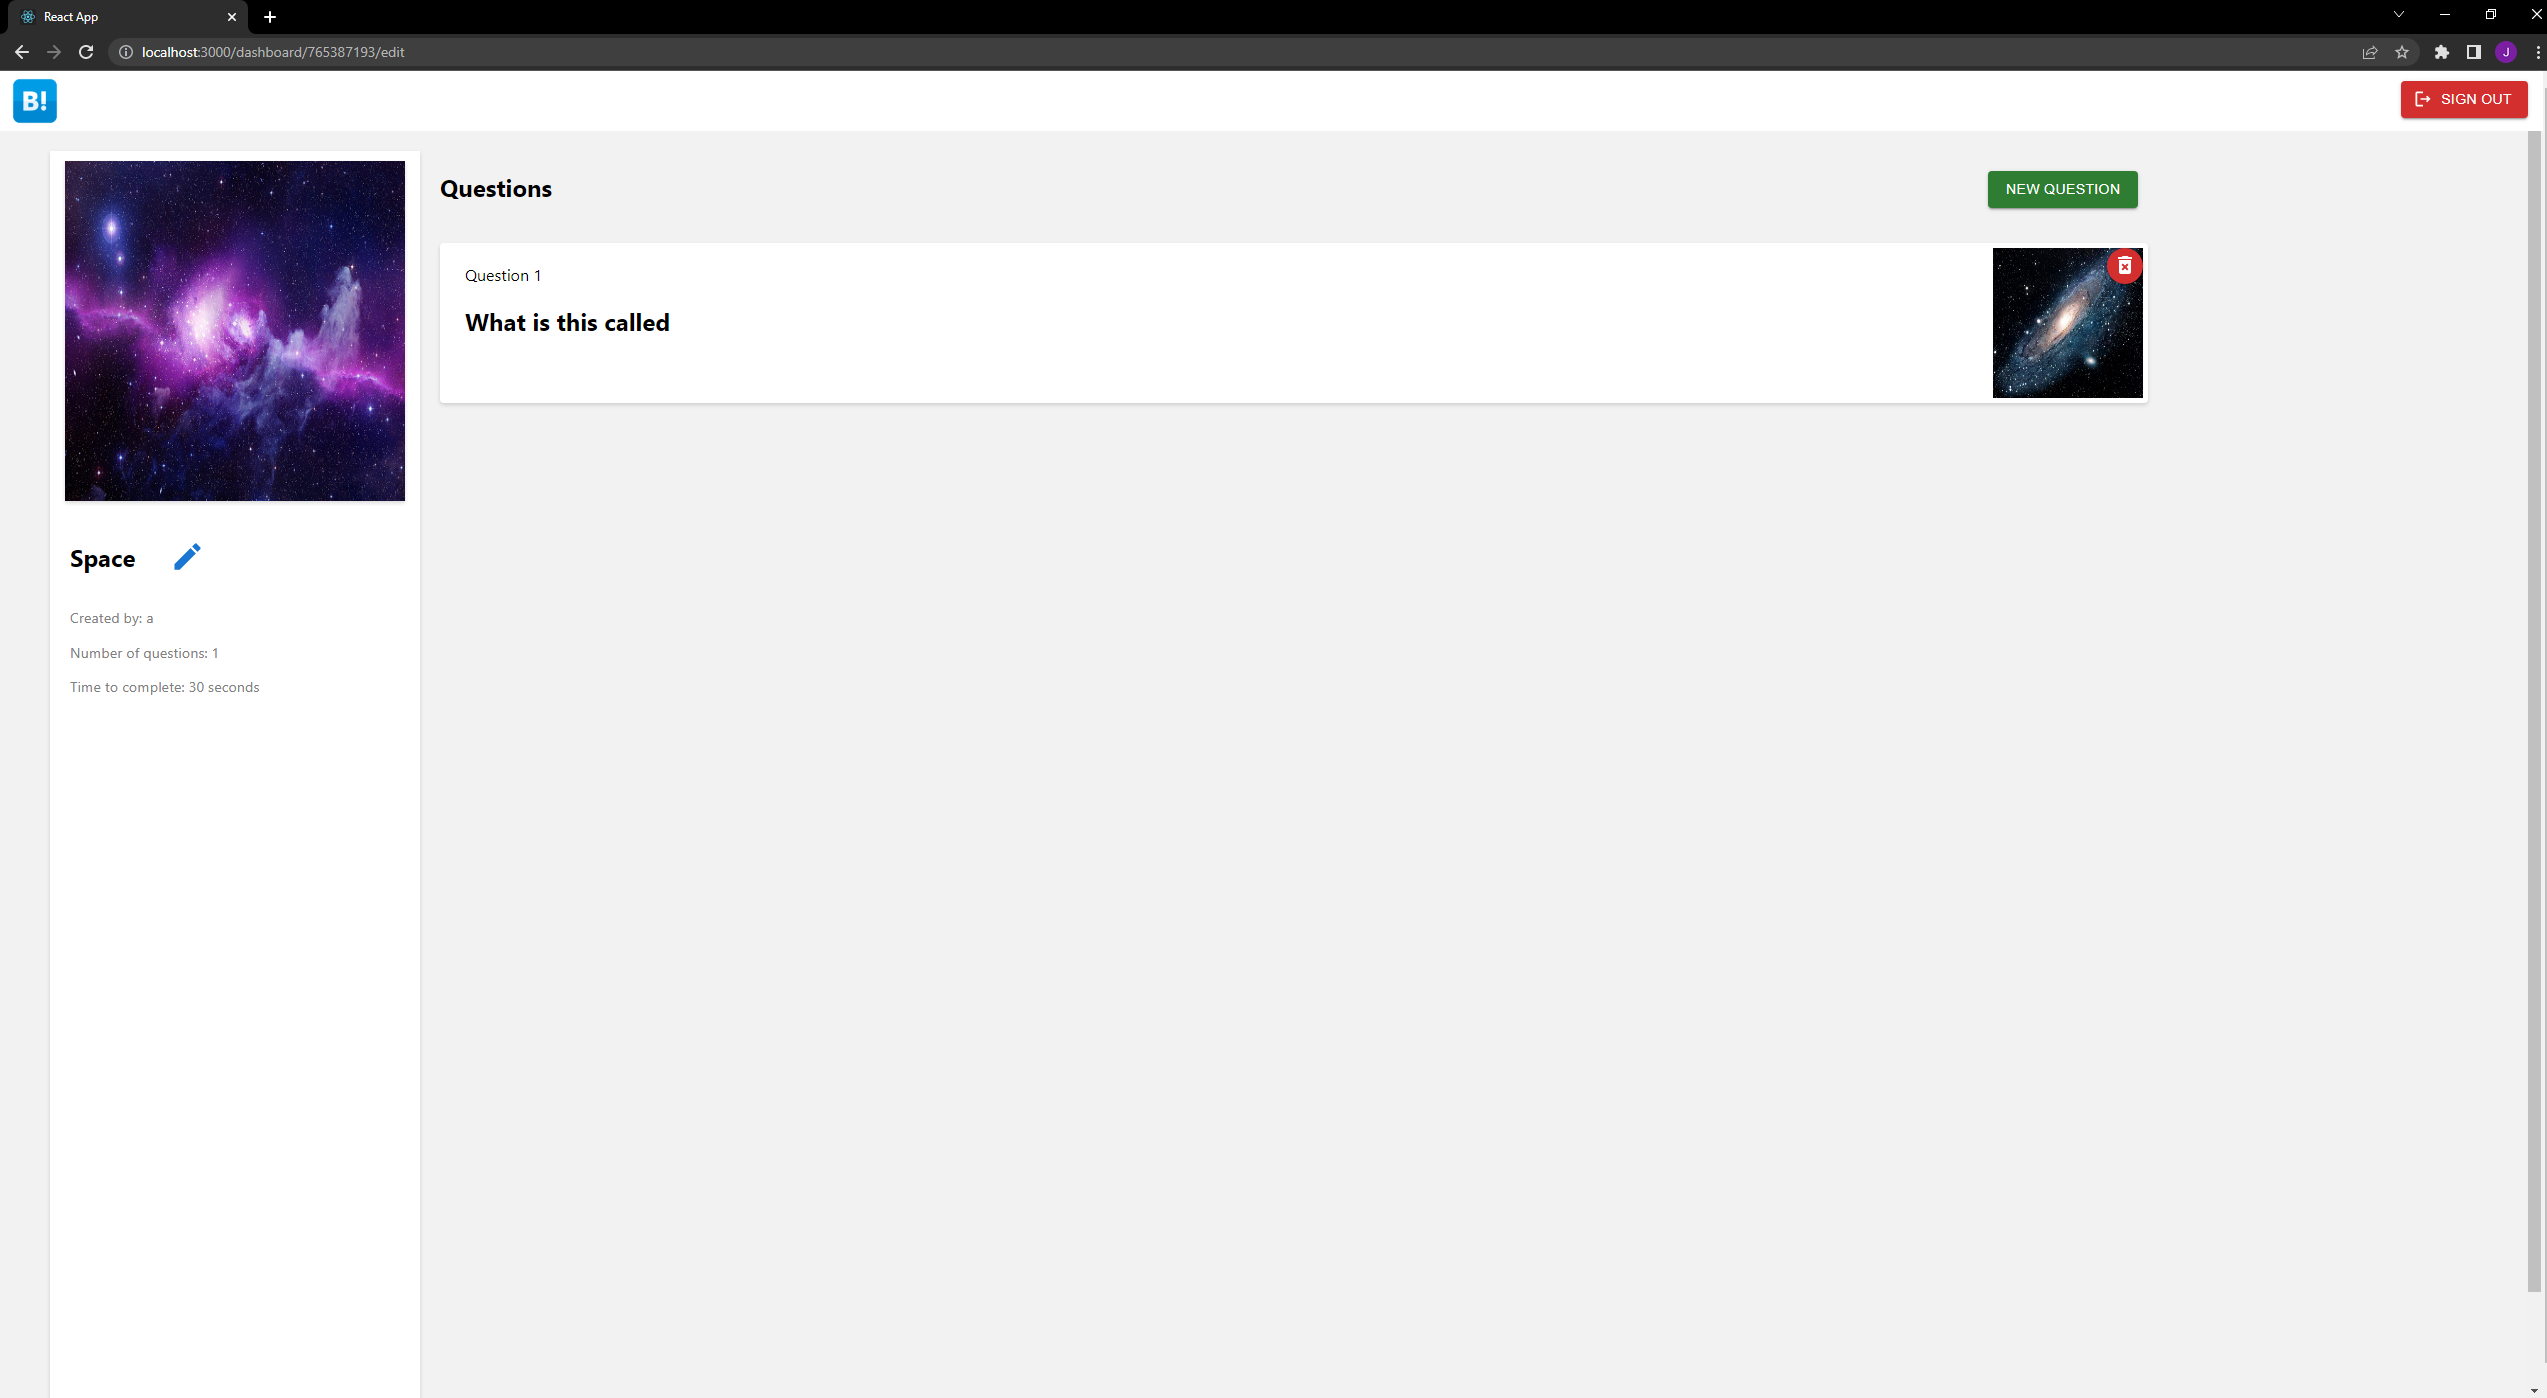 React App
localhost:3000/dashboard/765387193/edit
J
B!
SIGN OUT
Questions
NEW QUESTION
Question 1
What is this called
Space
Created by: a
Number of questions: 1
Time to complete: 30 seconds